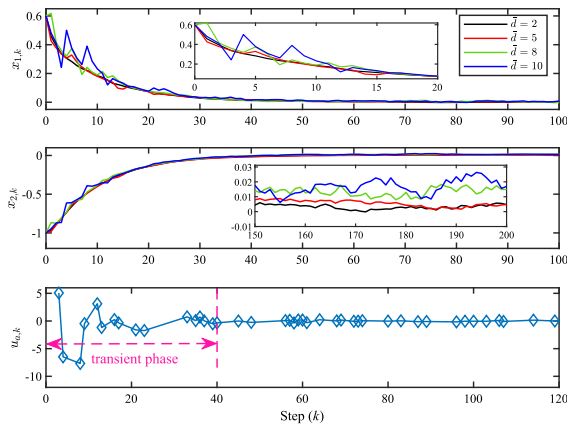 x1,k
0.6
0.4
0.2
0
0 10 20 30 40 50 60 70 80 90 100
0.6
0.4
0.2
0 5 10 15 20
d̄ = 2
d̄ = 5
d̄ = 8
d̄ = 10
x2,k
0
-0.5
-1
0 10 20 30 40 50 60 70 80 90 100
0.03
0.02
0.01
0
-0.01
150 160 170 180 190 200
ua,k
5
0
-5
-10
transient phase
0 20 40 60 80 100 120
Step (k)